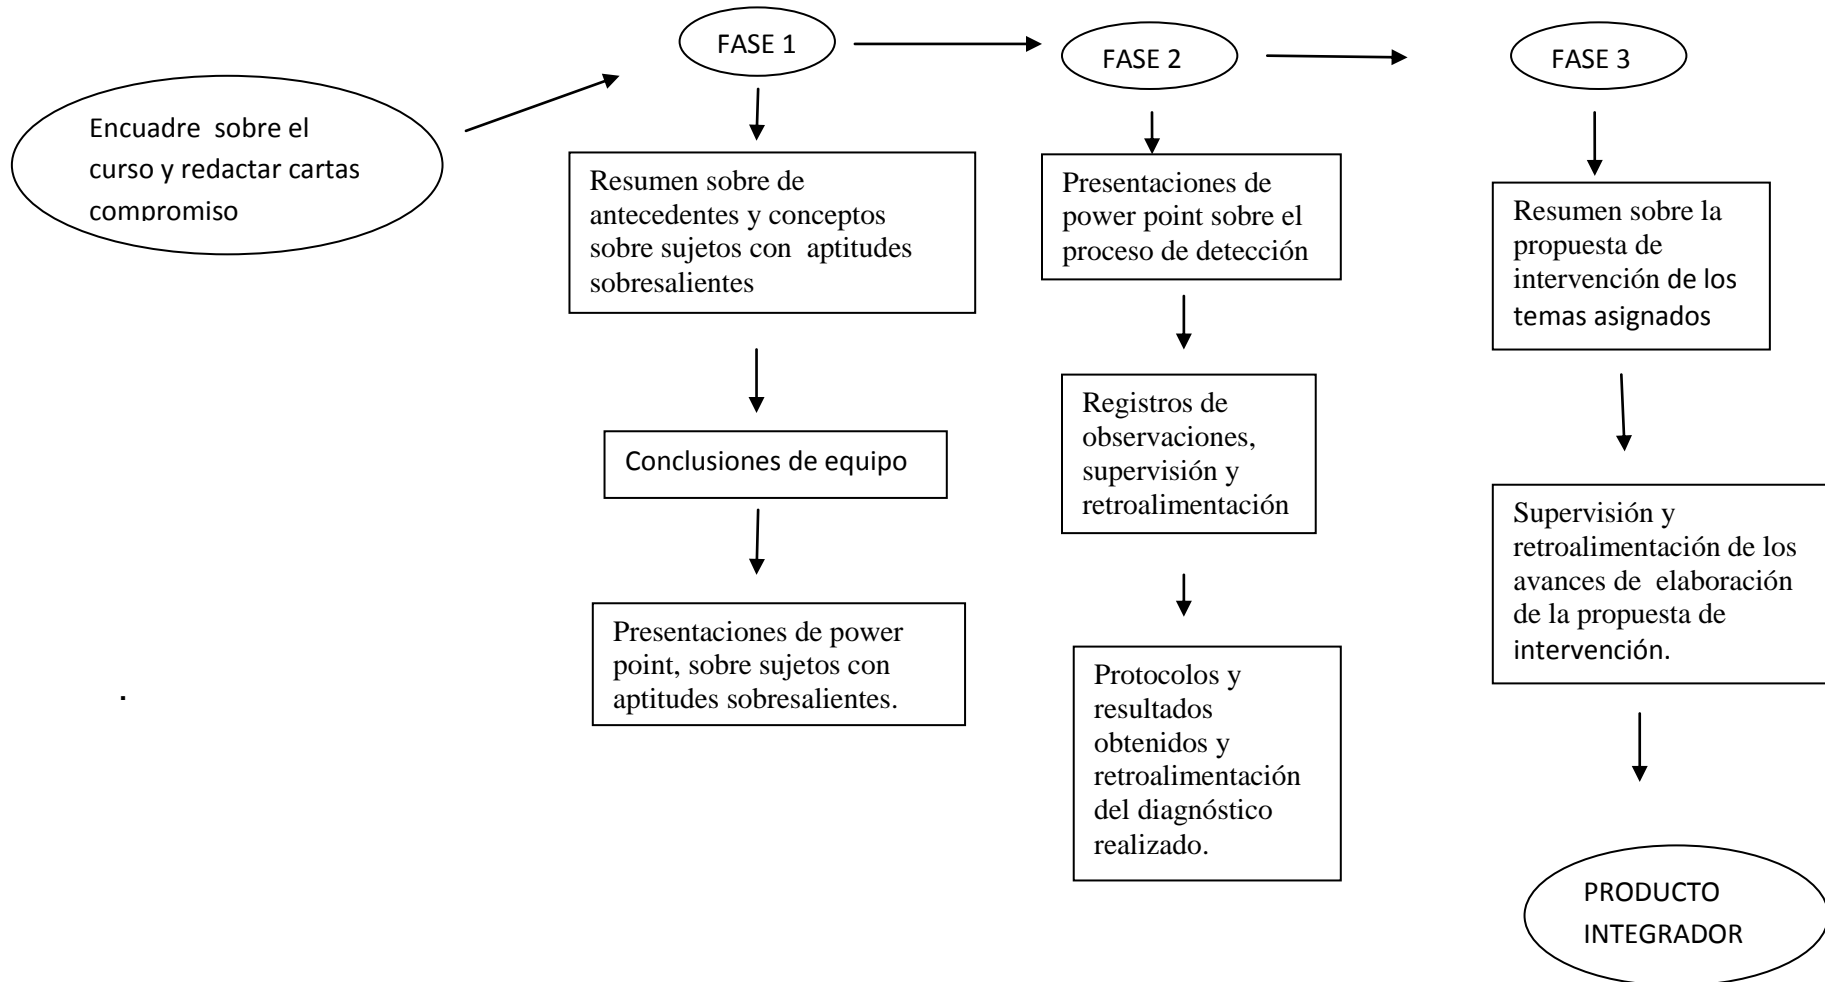 Encuadre sobre el
curso y redactar cartas
compromiso
FASE 1
Resumen sobre de
antecedentes y conceptos
sobre sujetos con aptitudes
sobresalientes
Conclusiones de equipo
Presentaciones de power
point, sobre sujetos con
aptitudes sobresalientes.
FASE 2
Presentaciones de
power point sobre el
proceso de detección
Registros de
observaciones,
supervisión y
retroalimentación
Protocolos y
resultados
obtenidos y
retroalimentación
del diagnóstico
realizado.
FASE 3
Resumen sobre la
propuesta de
intervención de los
temas asignados
Supervisión y
retroalimentación de los
avances de elaboración
de la propuesta de
intervención.
PRODUCTO
INTEGRADOR
.